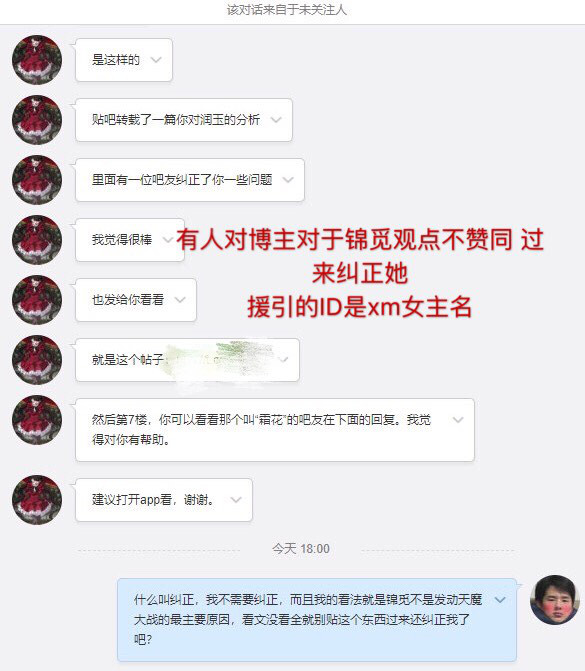 该对话来自于未关注人
是这样的
贴吧转载了一篇你对润玉的分析
里面有一位吧友纠正了你一些问题
我觉得很棒
有人对博主对于锦觅观点不赞同 过
来纠正她
援引的ID是xm女主名
也发给你看看
就是这个帖子
然后第7楼，你可以看看那个叫“霜花”的吧友在下面的回复。我觉
得对你有帮助。
建议打开app看，谢谢。
今天 18:00
什么叫纠正，我不需要纠正，而且我的看法就是锦觅不是发动天魔
大战的最主要原因，看文没看全就别贴这个东西过来还纠正我了
吧？